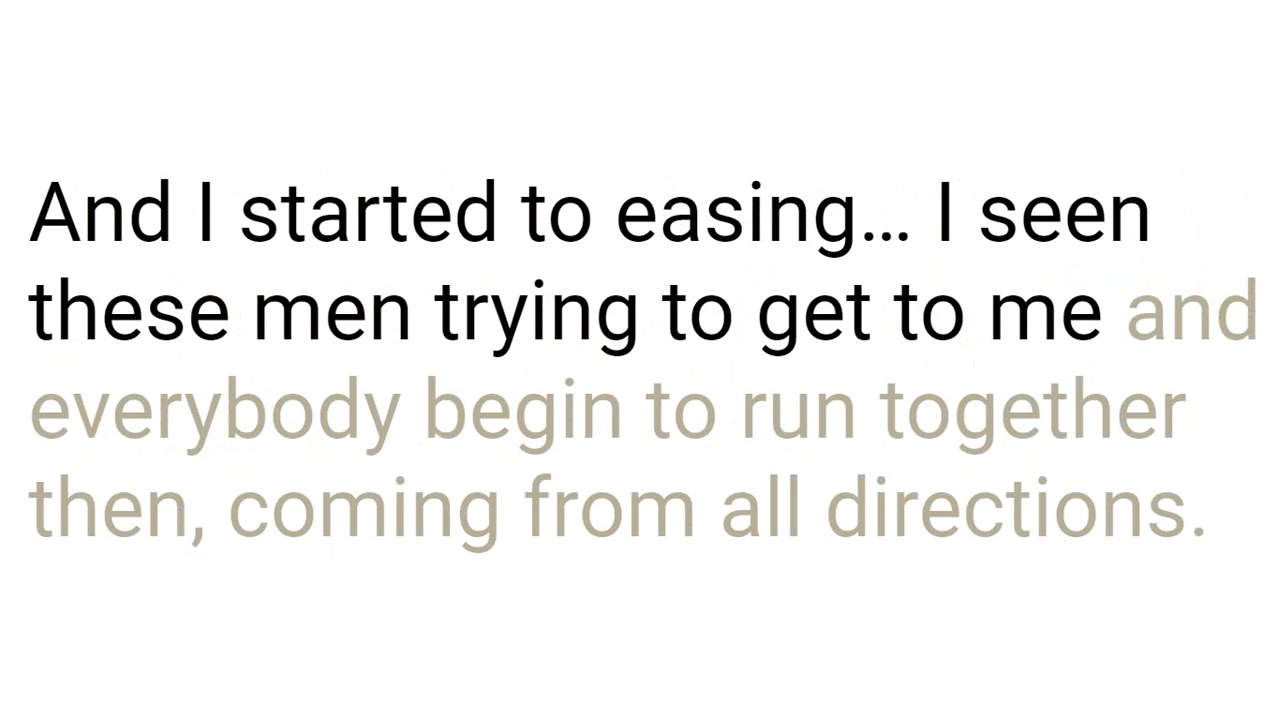 And I started to easing... I seen
these men trying to get to me and
everybody begin to run together
then, coming from all directions.